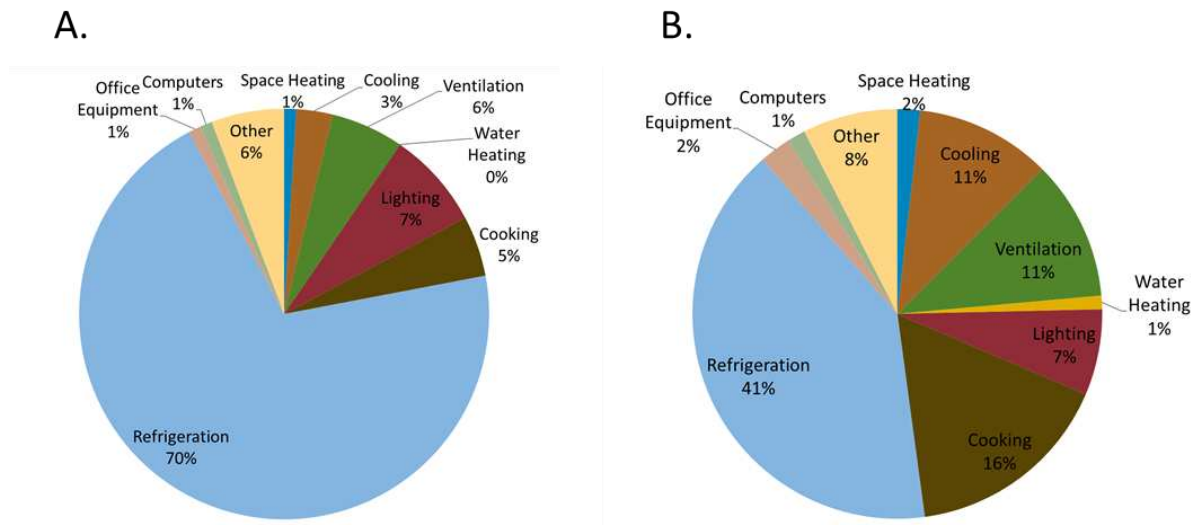 A.
Office
Equipment
1%
Computers
1%
Space Heating
1%
Cooling
3%
Ventilation
6%
Water
Heating
0%
Other
6%
Lighting
7%
Cooking
5%
Refrigeration
70%
B.
Office
Equipment
2%
Computers
1%
Space Heating
2%
Other
8%
Cooling
11%
Ventilation
11%
Water
Heating
1%
Lighting
7%
Refrigeration
41%
Cooking
16%